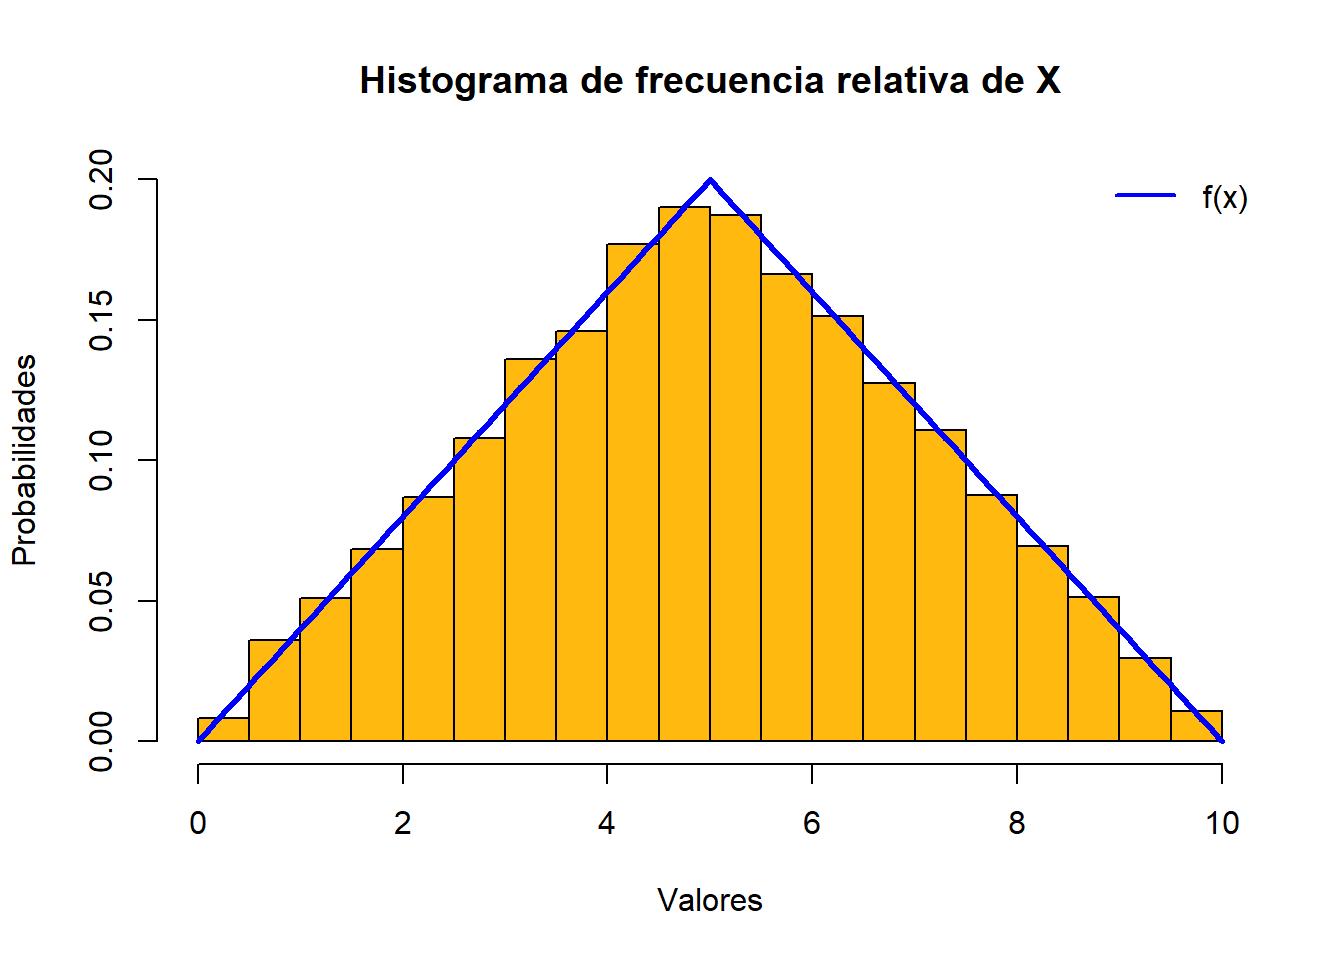 Histograma de frecuencia relativa de X
f(x)
Probabilidades
0.20
0.15
0.10
0.05
0.00
0 2 4 6 8 10
Valores